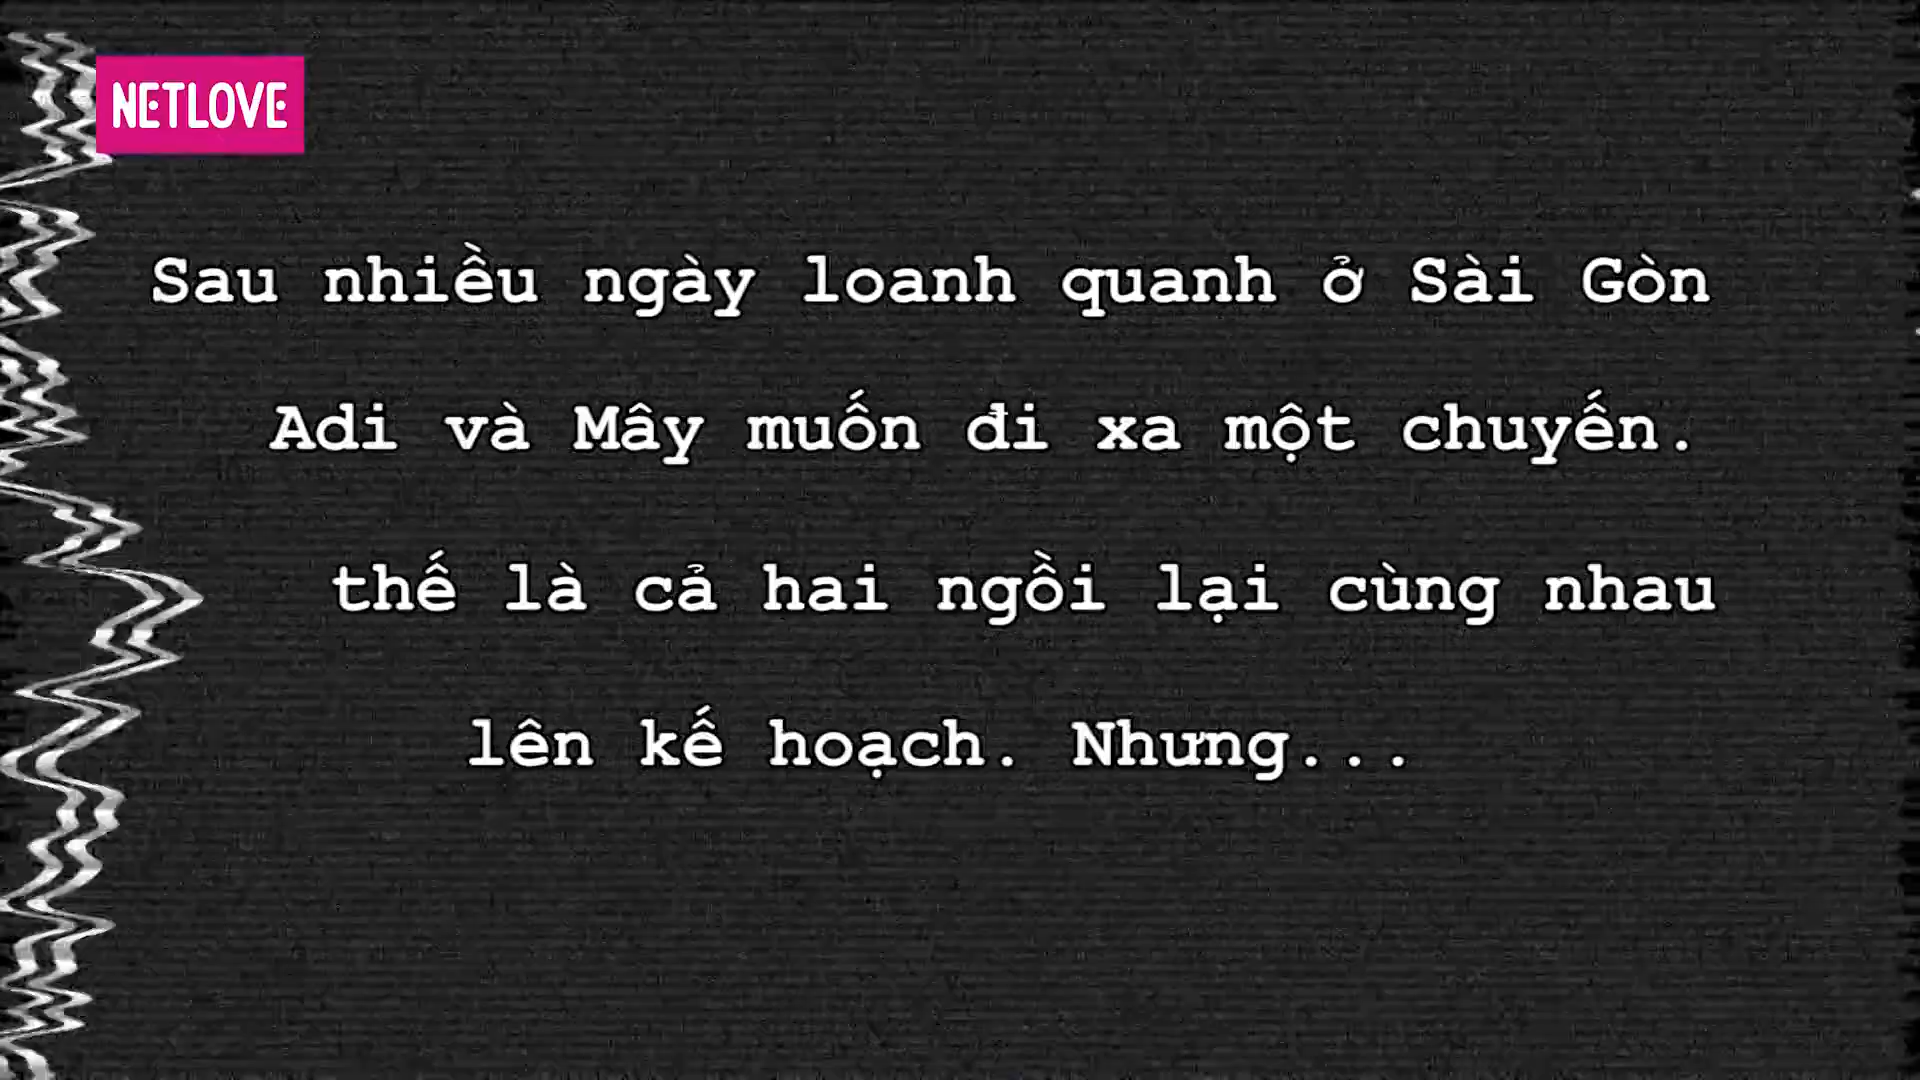 NETLOVE
Sau nhiều ngày loanh quanh ở Sài Gòn
Adi và Mây muốn đi xa một chuyến.
thế là cả hai ngồi lại cùng nhau
lên kế hoạch. Nhưng...